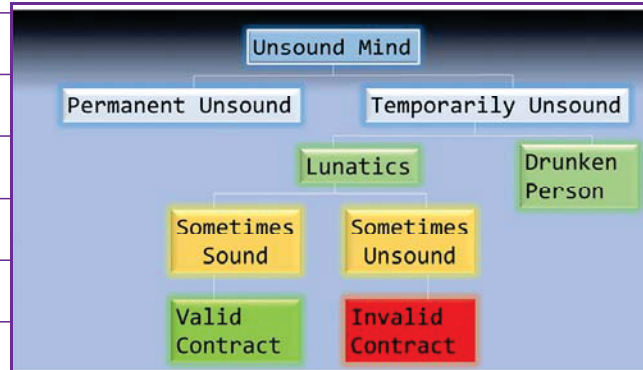 Unsound Mind
Permanent Unsound
Temporarily Unsound
Lunatics
Drunken
Person
Sometimes
Sound
Sometimes
Unsound
Valid
Contract
Invalid
Contract